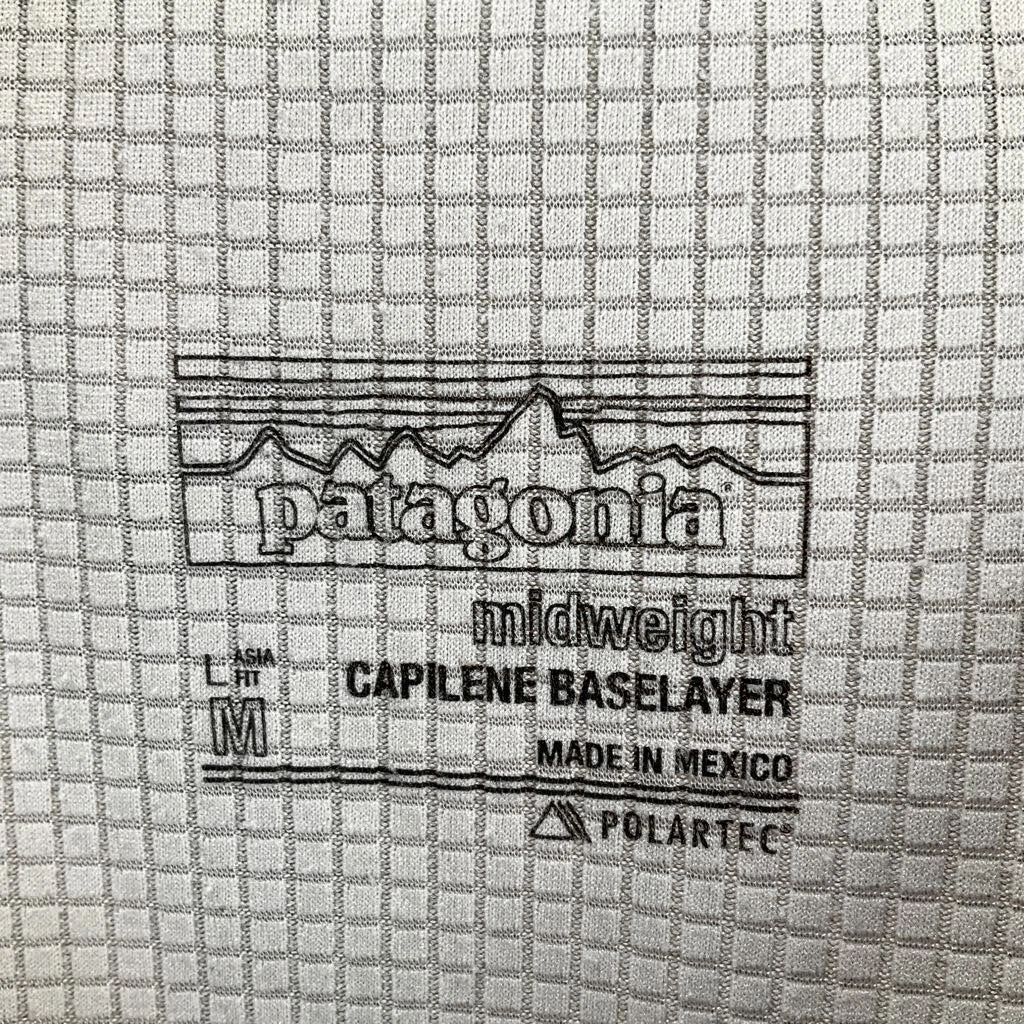 patagonia®
midweight
L ASIA FIT
CAPILENE BASELAYER
M
MADE IN MEXICO
POLARTEC®